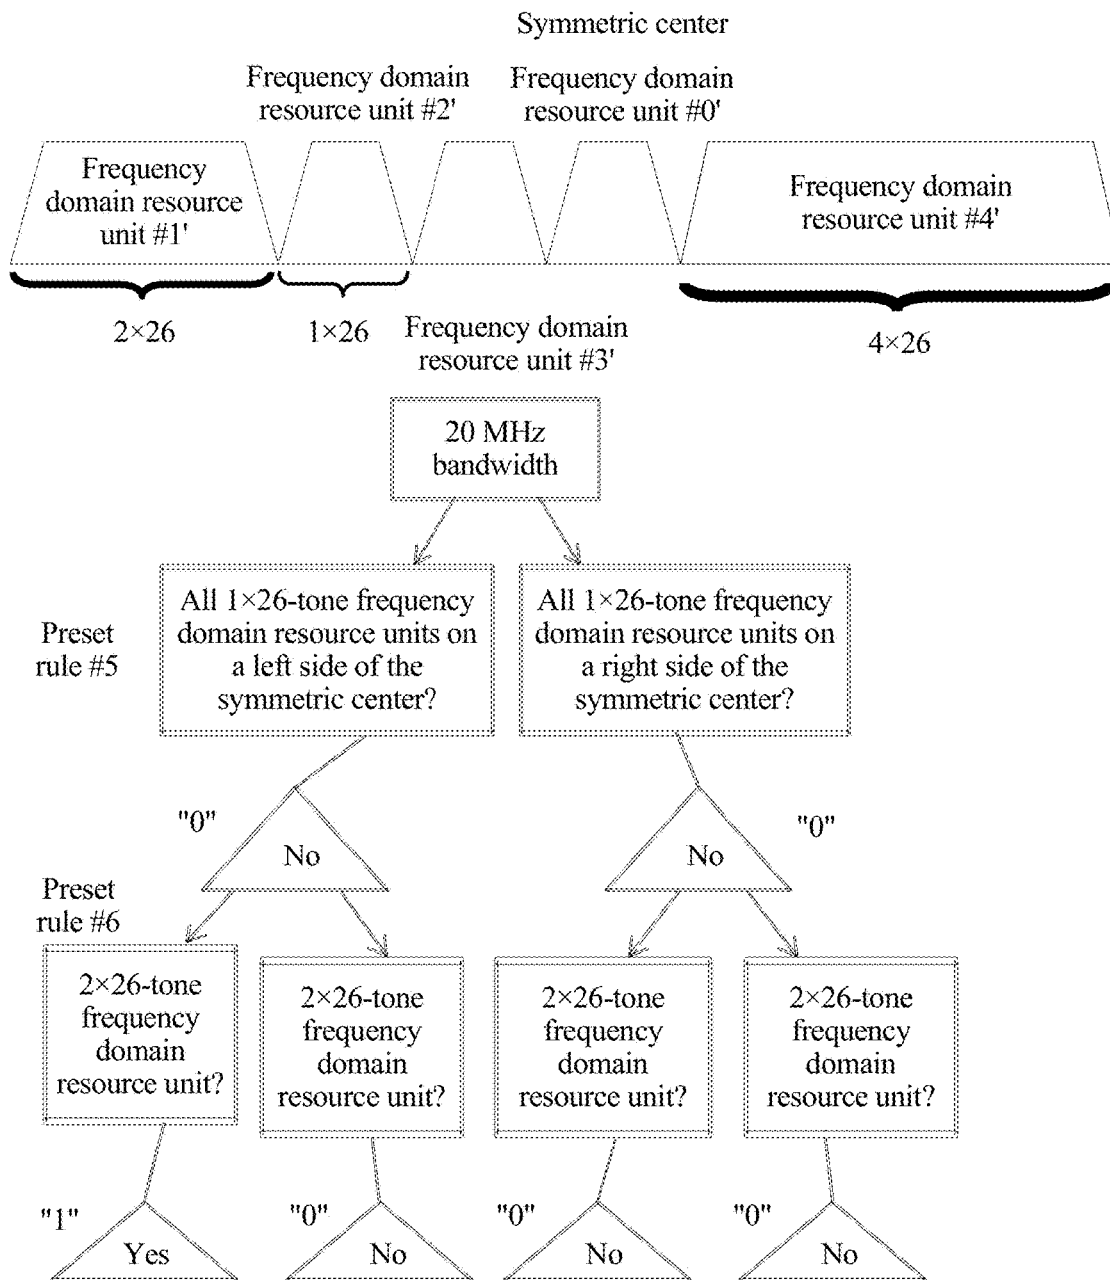 Symmetric center
Frequency domain
resource unit #2'
Frequency domain
resource unit #0'
Frequency
domain resource
unit #1'
Frequency domain
resource unit #4'
2×26
1×26
Frequency domain
resource unit #3'
4×26
20 MHz
bandwidth
Preset
rule #5
All 1×26-tone frequency
domain resource units on
a left side of the
symmetric center?
All 1×26-tone frequency
domain resource units on
a right side of the
symmetric center?
"0"
No
No
"0"
Preset
rule #6
2×26-tone
frequency
domain
resource unit?
2×26-tone
frequency
domain
resource unit?
2×26-tone
frequency
domain
resource unit?
2×26-tone
frequency
domain
resource unit?
"1"
Yes
"0"
No
"0"
No
"0"
No